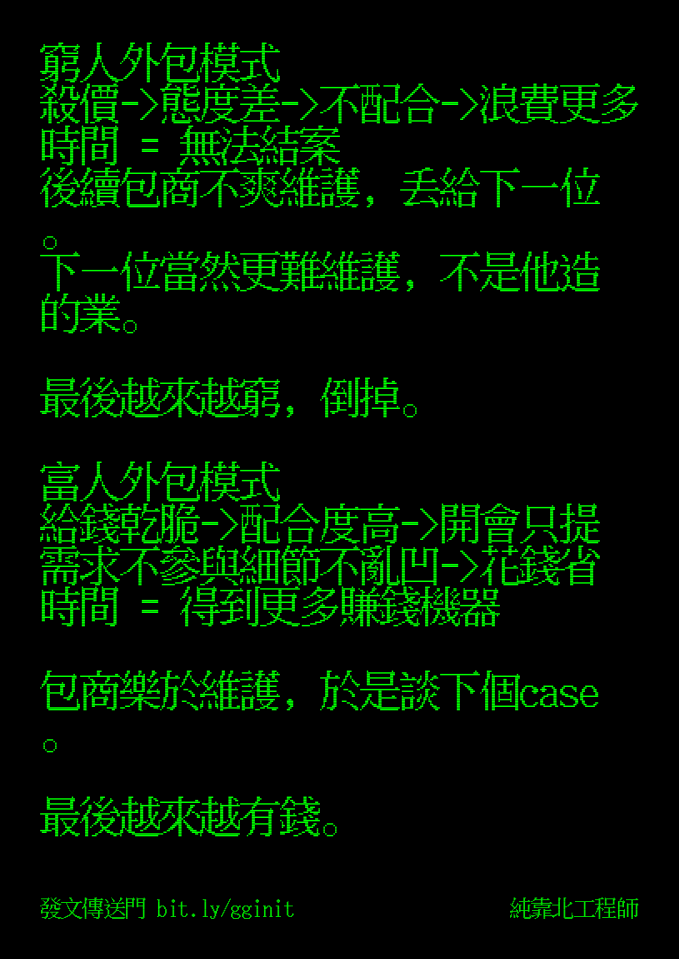 窮人外包模式
殺價->態度差->不配合->浪費更多
時間 = 無法結案
後續包商不爽維護, 丟給下一位
。
下一位當然更難維護, 不是他造
的業。
最後越來越窮, 倒掉。
富人外包模式
給錢乾脆->配合度高->開會只提
需求不參與細節不亂凹->花錢省
時間 = 得到更多賺錢機器
包商樂於維護, 於是談下個case
。
最後越來越有錢。
發文傳送門 bit.ly/gginit
純靠北工程師